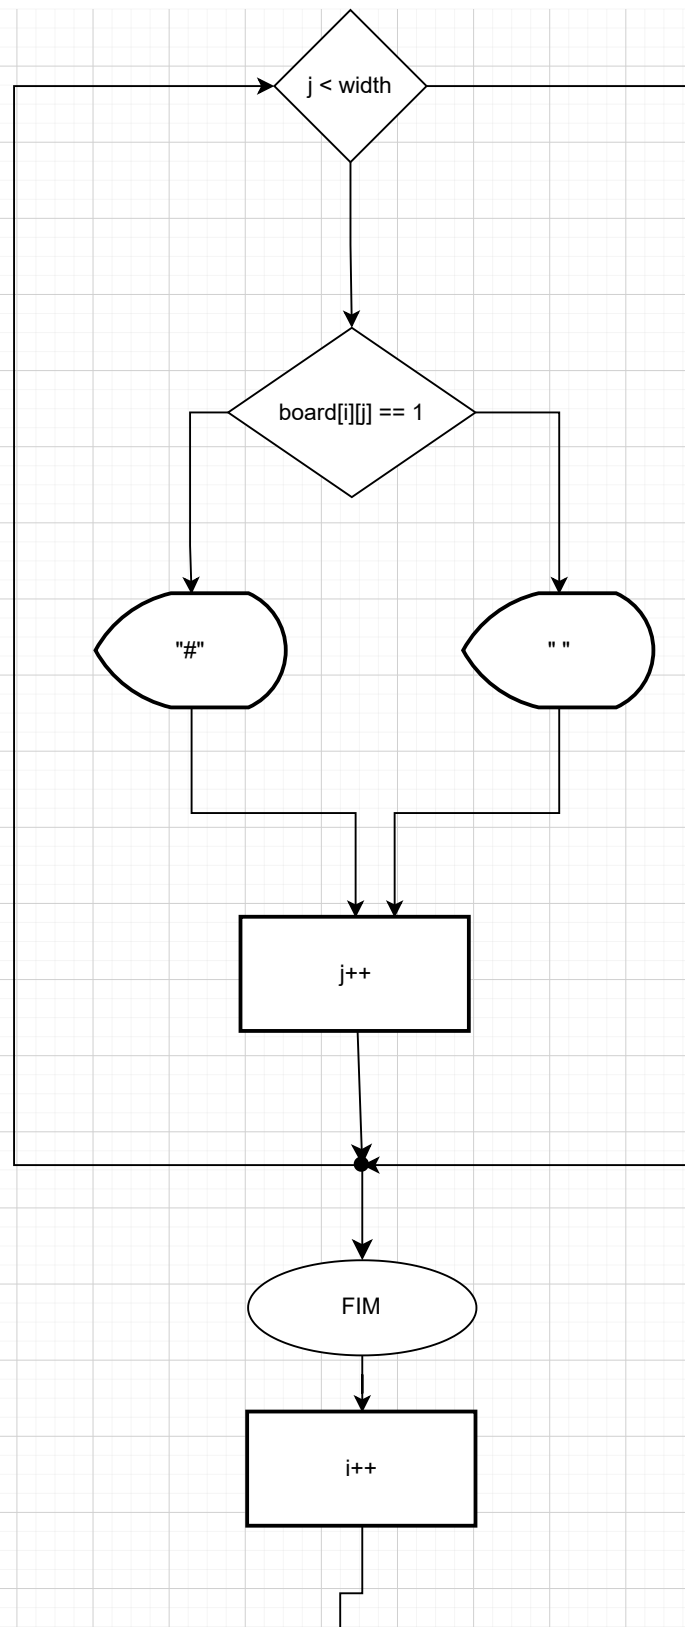 j < width
board[i][j] == 1
"#"
" "
j++
FIM
i++